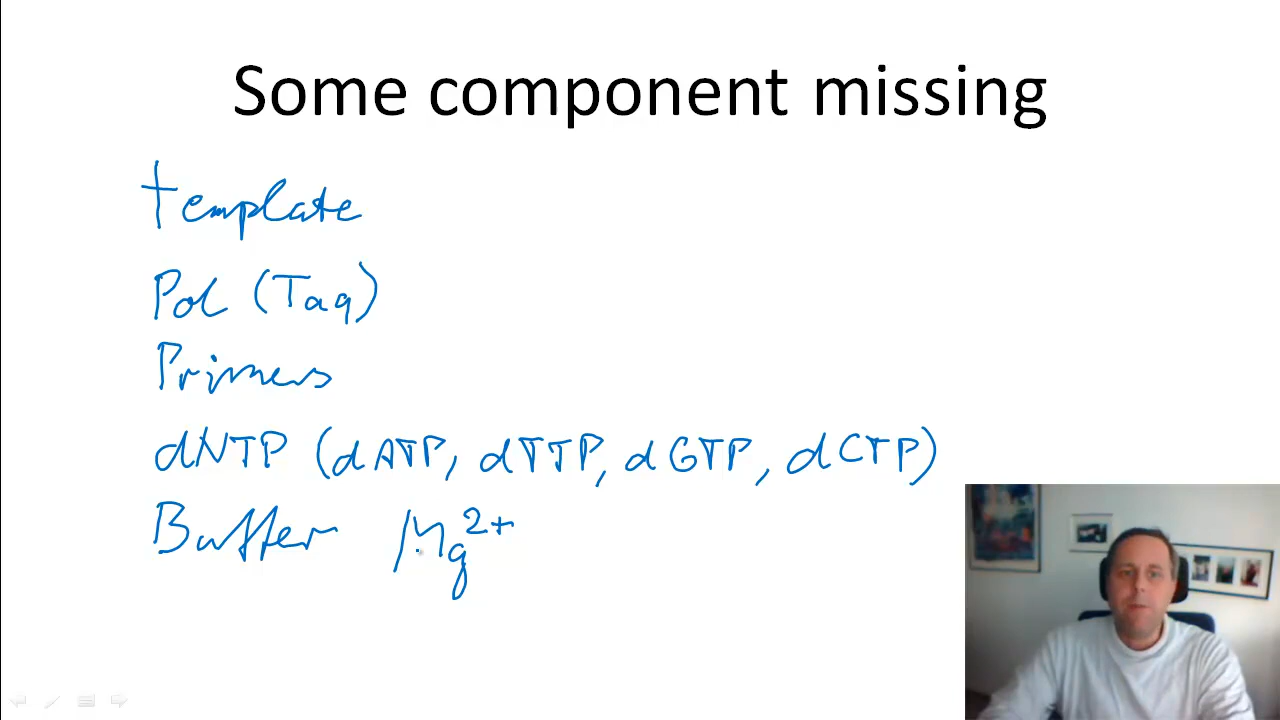 Some component missing
Template
Pol (Taq)
Primers
dNTP (dATP, dTTP, dGTP, dCTP)
Buffer Mg²⁺